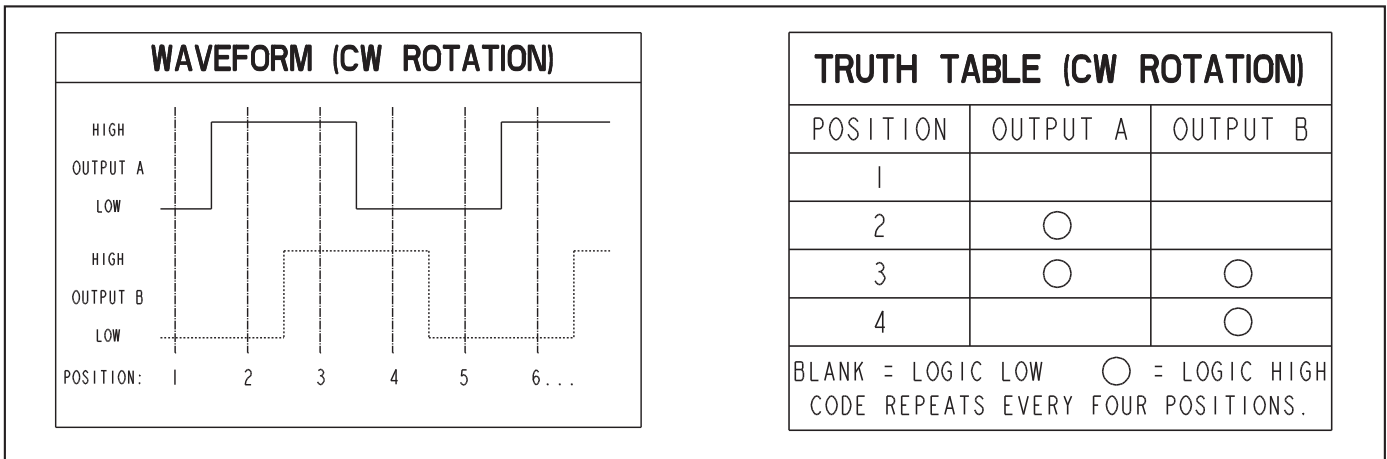 WAVEFORM (CW ROTATION)
HIGH
OUTPUT A
LOW
HIGH
OUTPUT B
LOW
POSITION: 1 2 3 4 5 6...
TRUTH TABLE (CW ROTATION)
POSITION OUTPUT A OUTPUT B
1
2
3
4
BLANK = LOGIC LOW ○ = LOGIC HIGH
CODE REPEATS EVERY FOUR POSITIONS.